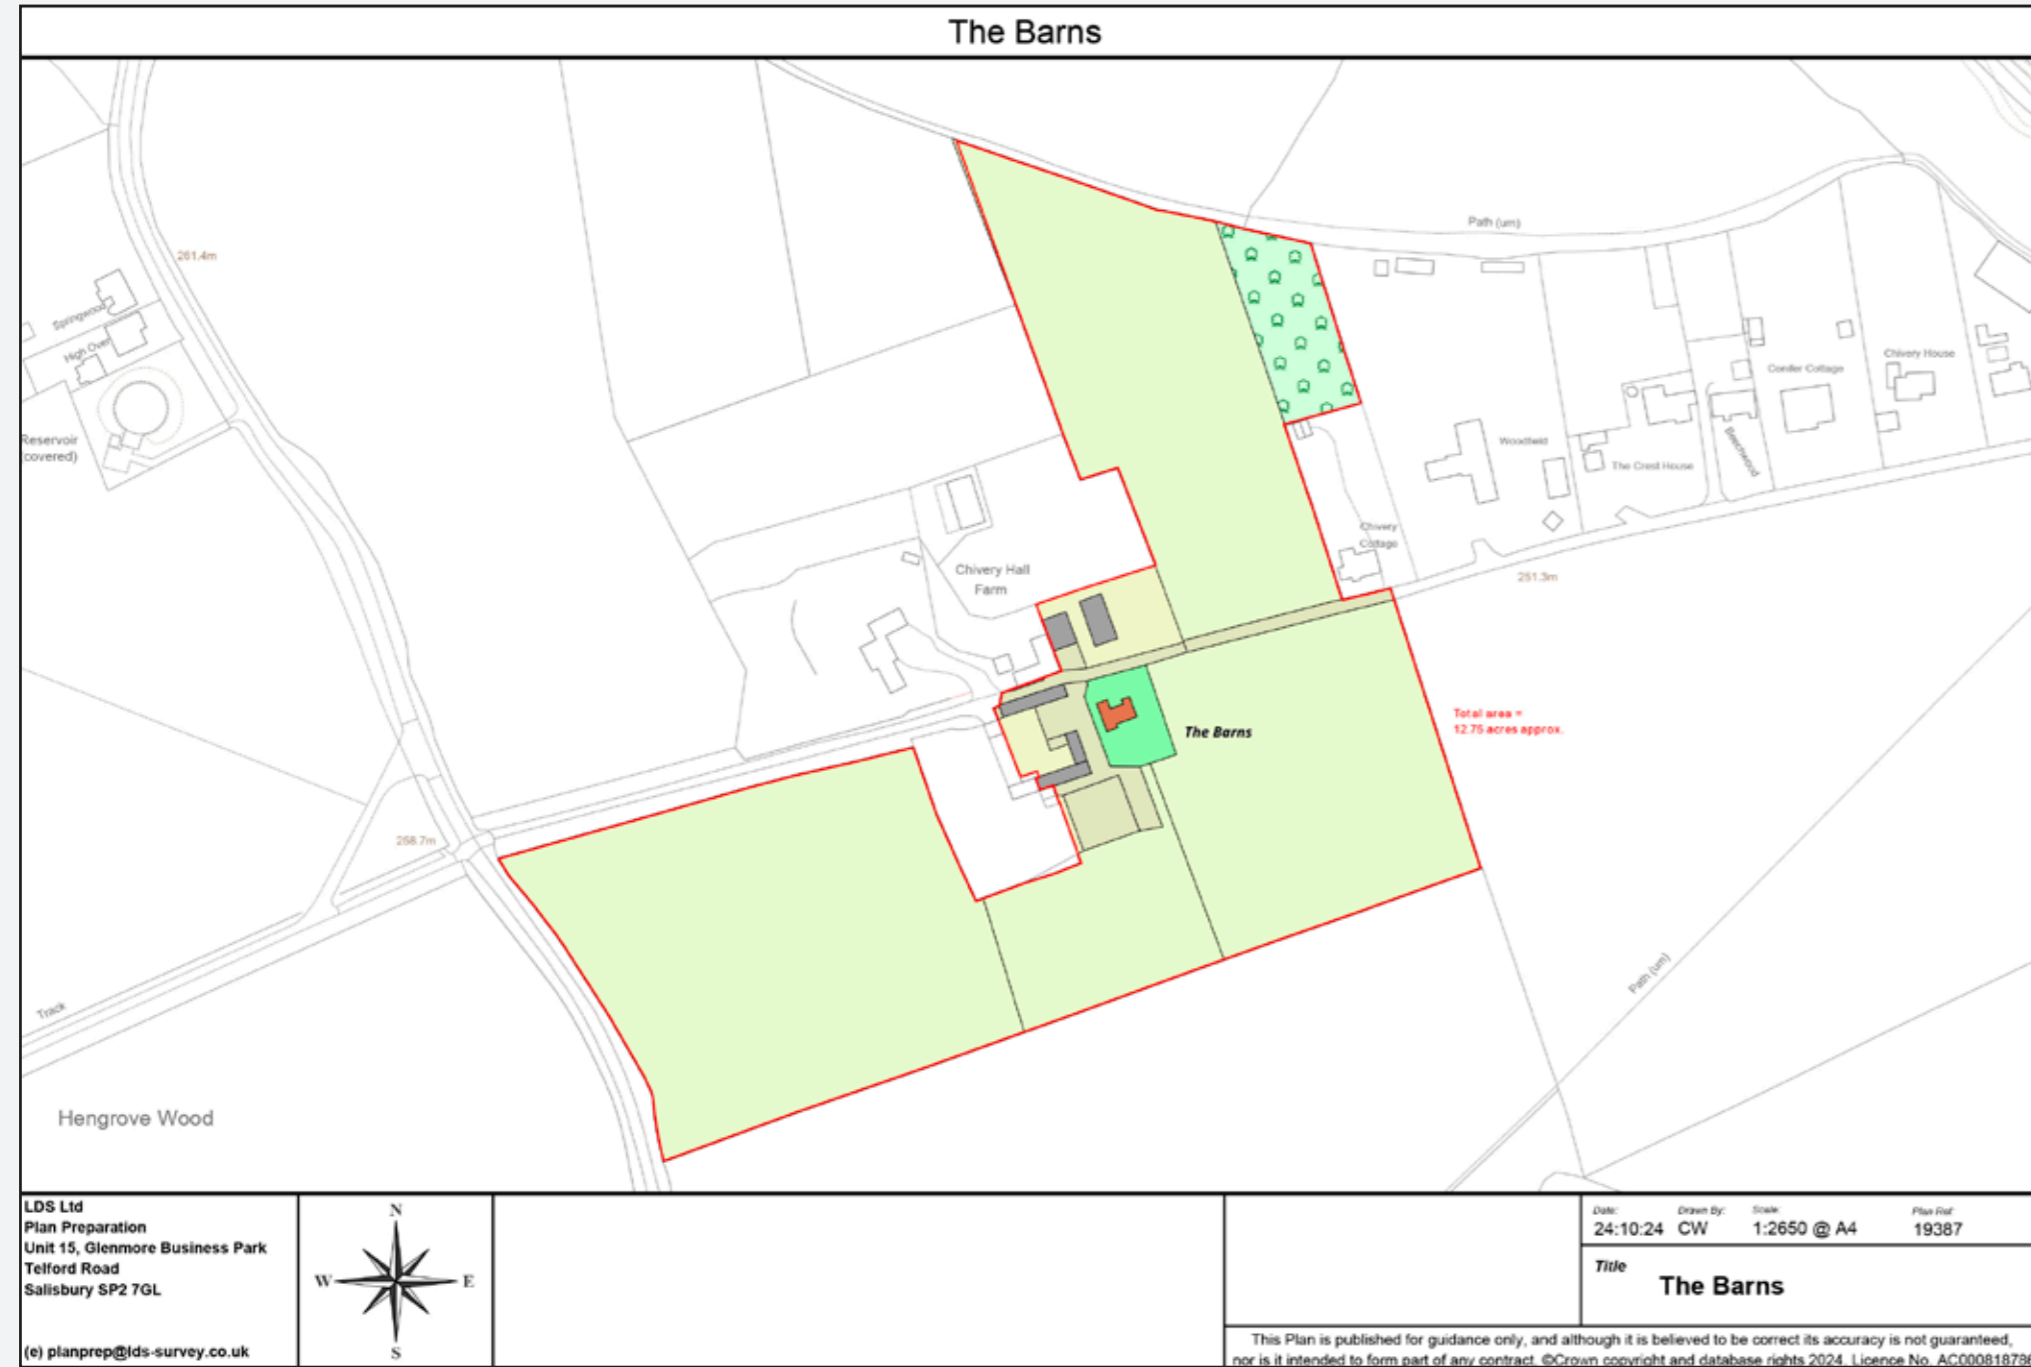 The Barns
Path (um)
261.4m
Springwood
High Over
Reservoir
(covered)
Chivery House
Conifer Cottage
Woodfield
The Crest House
Beechwood
Chivery
Cottage
Chivery Hall
Farm
251.3m
Total area =
12.75 acres approx.
The Barns
268.7m
Track
Path (um)
Hengrove Wood
LDS Ltd
Plan Preparation
Unit 15, Glenmore Business Park
Telford Road
Salisbury SP2 7GL
(e) planprep@lds-survey.co.uk
N
W E
S
Date: Drawn By: Scale: Plan Ref:
24:10:24 CW 1:2650 @ A4 19387
Title
The Barns
This Plan is published for guidance only, and although it is believed to be correct its accuracy is not guaranteed,
nor is it intended to form part of any contract. ©Crown copyright and database rights 2024. Licence No.